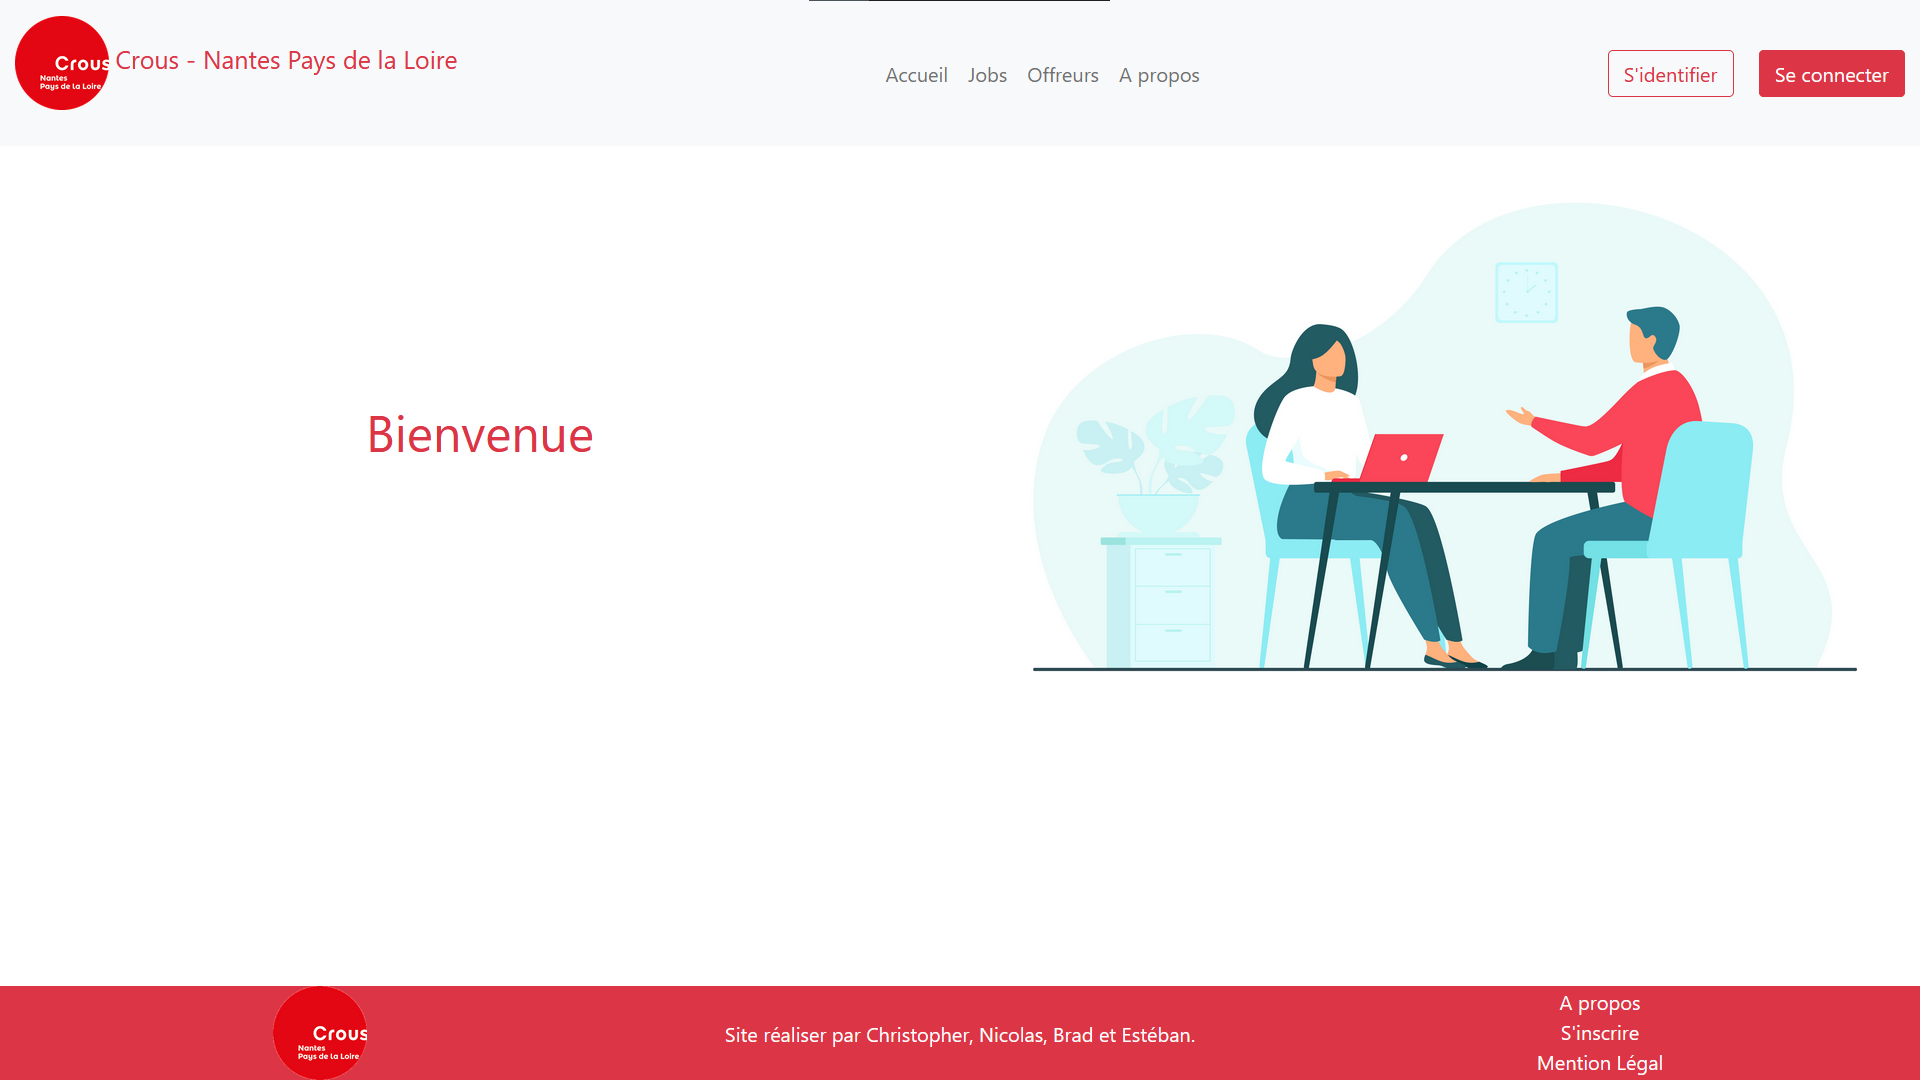 Crous
Nantes
Pays de la Loire
Crous - Nantes Pays de la Loire
Accueil Jobs Offreurs A propos
S'identifier Se connecter
Bienvenue
Crous
Nantes
Pays de la Loire
Site réaliser par Christopher, Nicolas, Brad et Estéban.
A propos
S'inscrire
Mention Légal